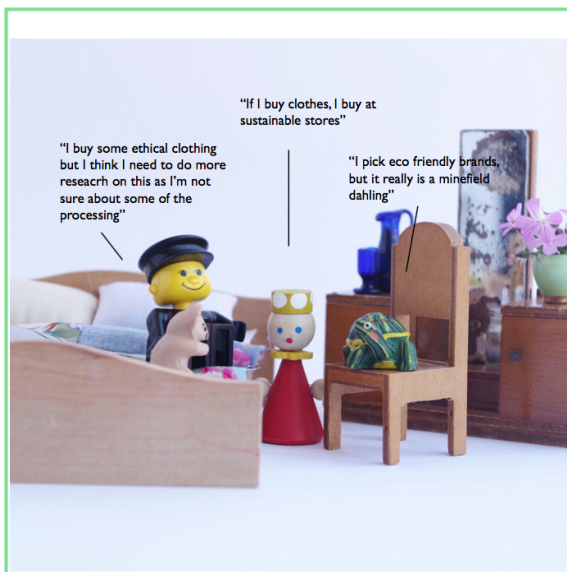 “If I buy clothes, I buy at
sustainable stores”
“I buy some ethical clothing
but I think I need to do more
reseacrh on this as I'm not
sure about some of the
processing”
“I pick eco friendly brands,
but it really is a minefield
dahling”